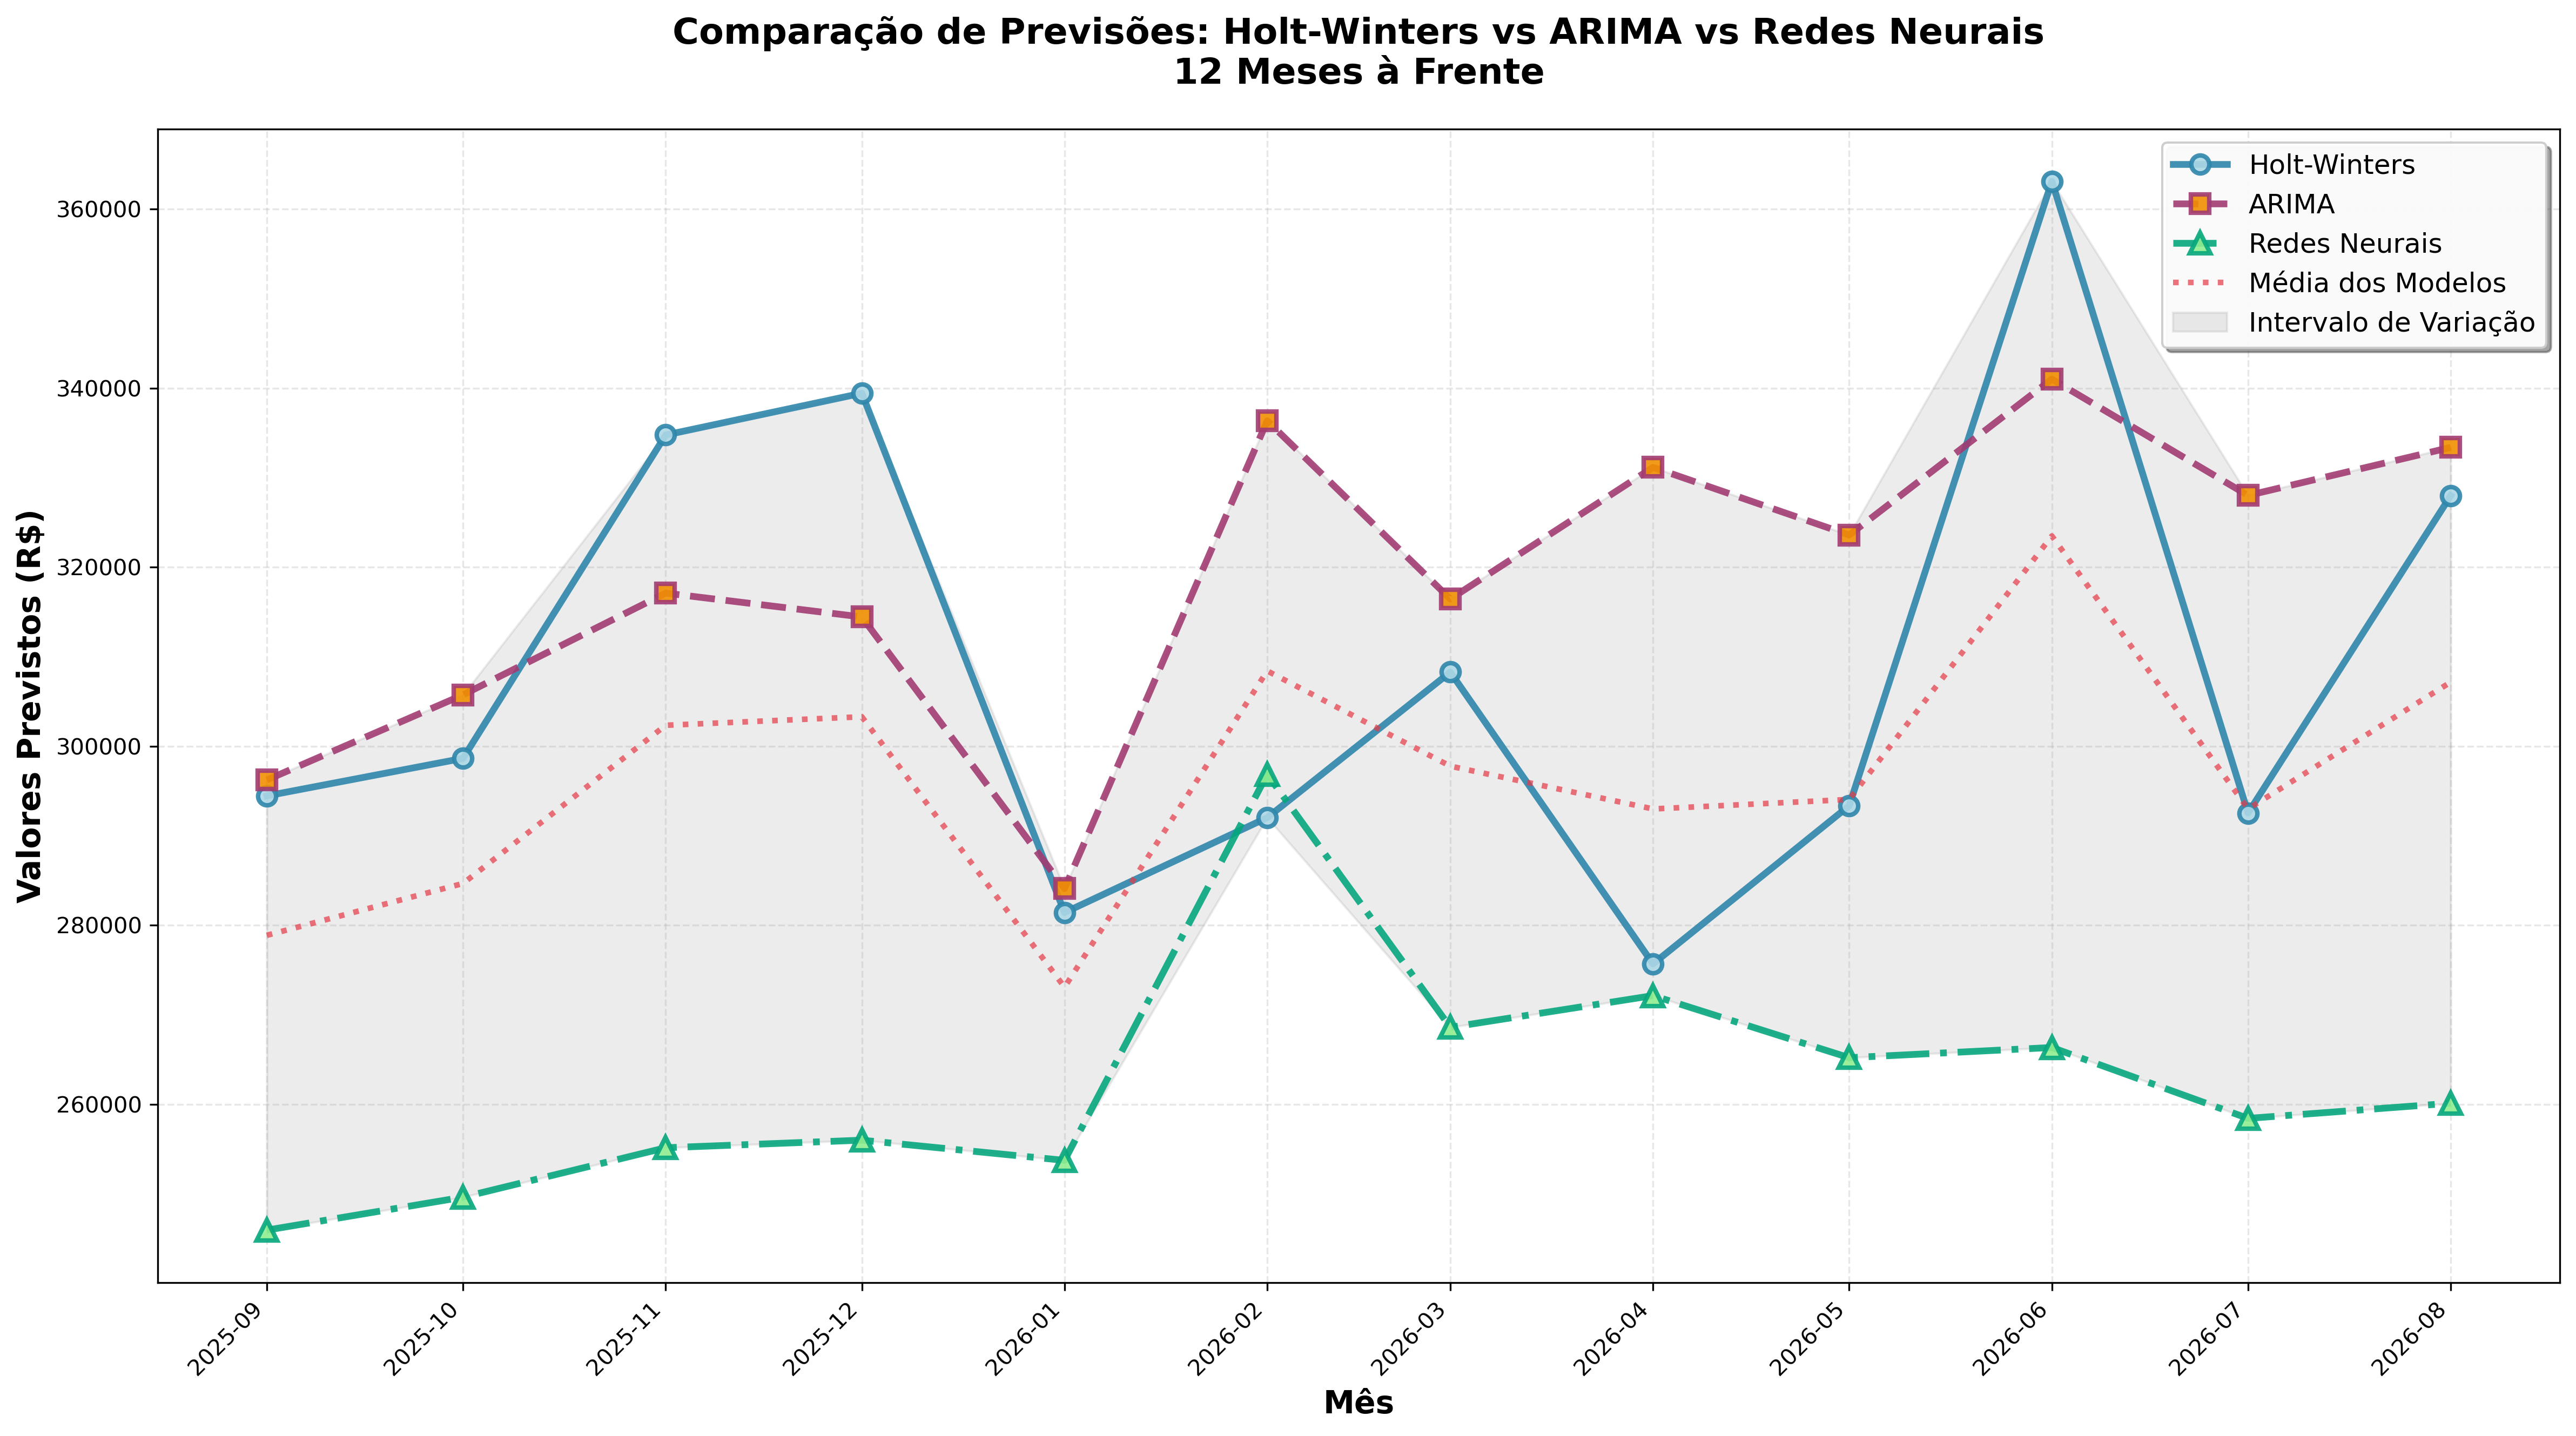 Comparação de Previsões: Holt-Winters vs ARIMA vs Redes Neurais
12 Meses à Frente
Holt-Winters
ARIMA
Redes Neurais
Média dos Modelos
Intervalo de Variação
Valores Previstos (R$)
360000
340000
320000
300000
280000
260000
2025-09
2025-10
2025-11
2025-12
2026-01
2026-02
2026-03
2026-04
2026-05
2026-06
2026-07
2026-08
Mês